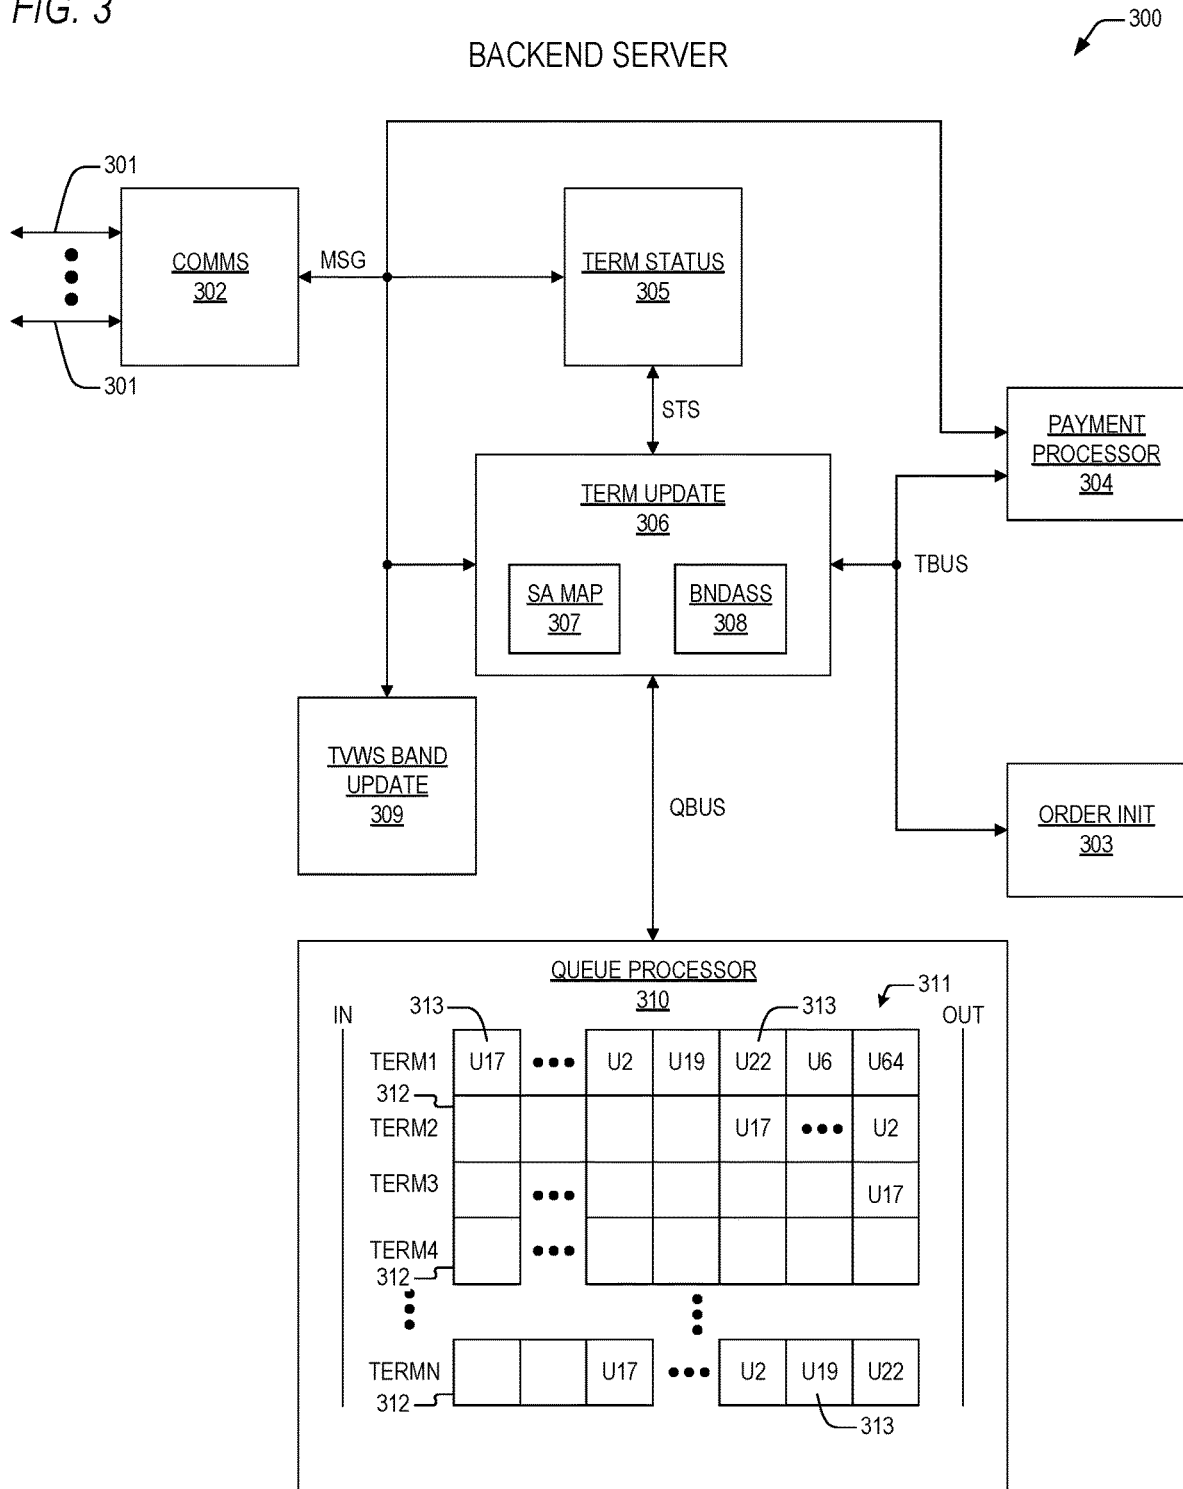 FIG. 3
300
BACKEND SERVER
301
301
COMMS
302
MSG
TERM STATUS
305
STS
PAYMENT
PROCESSOR
304
TERM UPDATE
306
SA MAP
307
BNDASS
308
TBUS
TVWS BAND
UPDATE
309
QBUS
ORDER INIT
303
QUEUE PROCESSOR
310
311
313
313
IN
OUT
TERM1 U17 U2 U19 U22 U6 U64
312
TERM2 U17 U2
TERM3 U17
TERM4
312
TERMN U17 U2 U19 U22
312
313